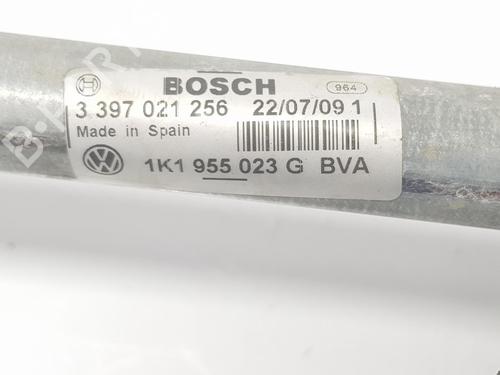 BOSCH
964
3 397 021 256 22/07/09 1
Made in Spain
1K1 955 023 G BVA